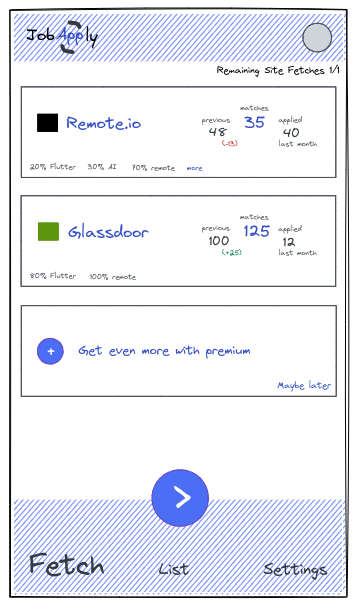 JobApply
Remaining Site Fetches 1/1
Remote.io
previous
48
(-13)
matches
35
applied
40
last month
20% Flutter 30% AI 70% remote more
Glassdoor
previous
100
(+25)
matches
125
applied
12
last month
80% Flutter 100% remote
+ Get even more with premium
Maybe later
Fetch List Settings